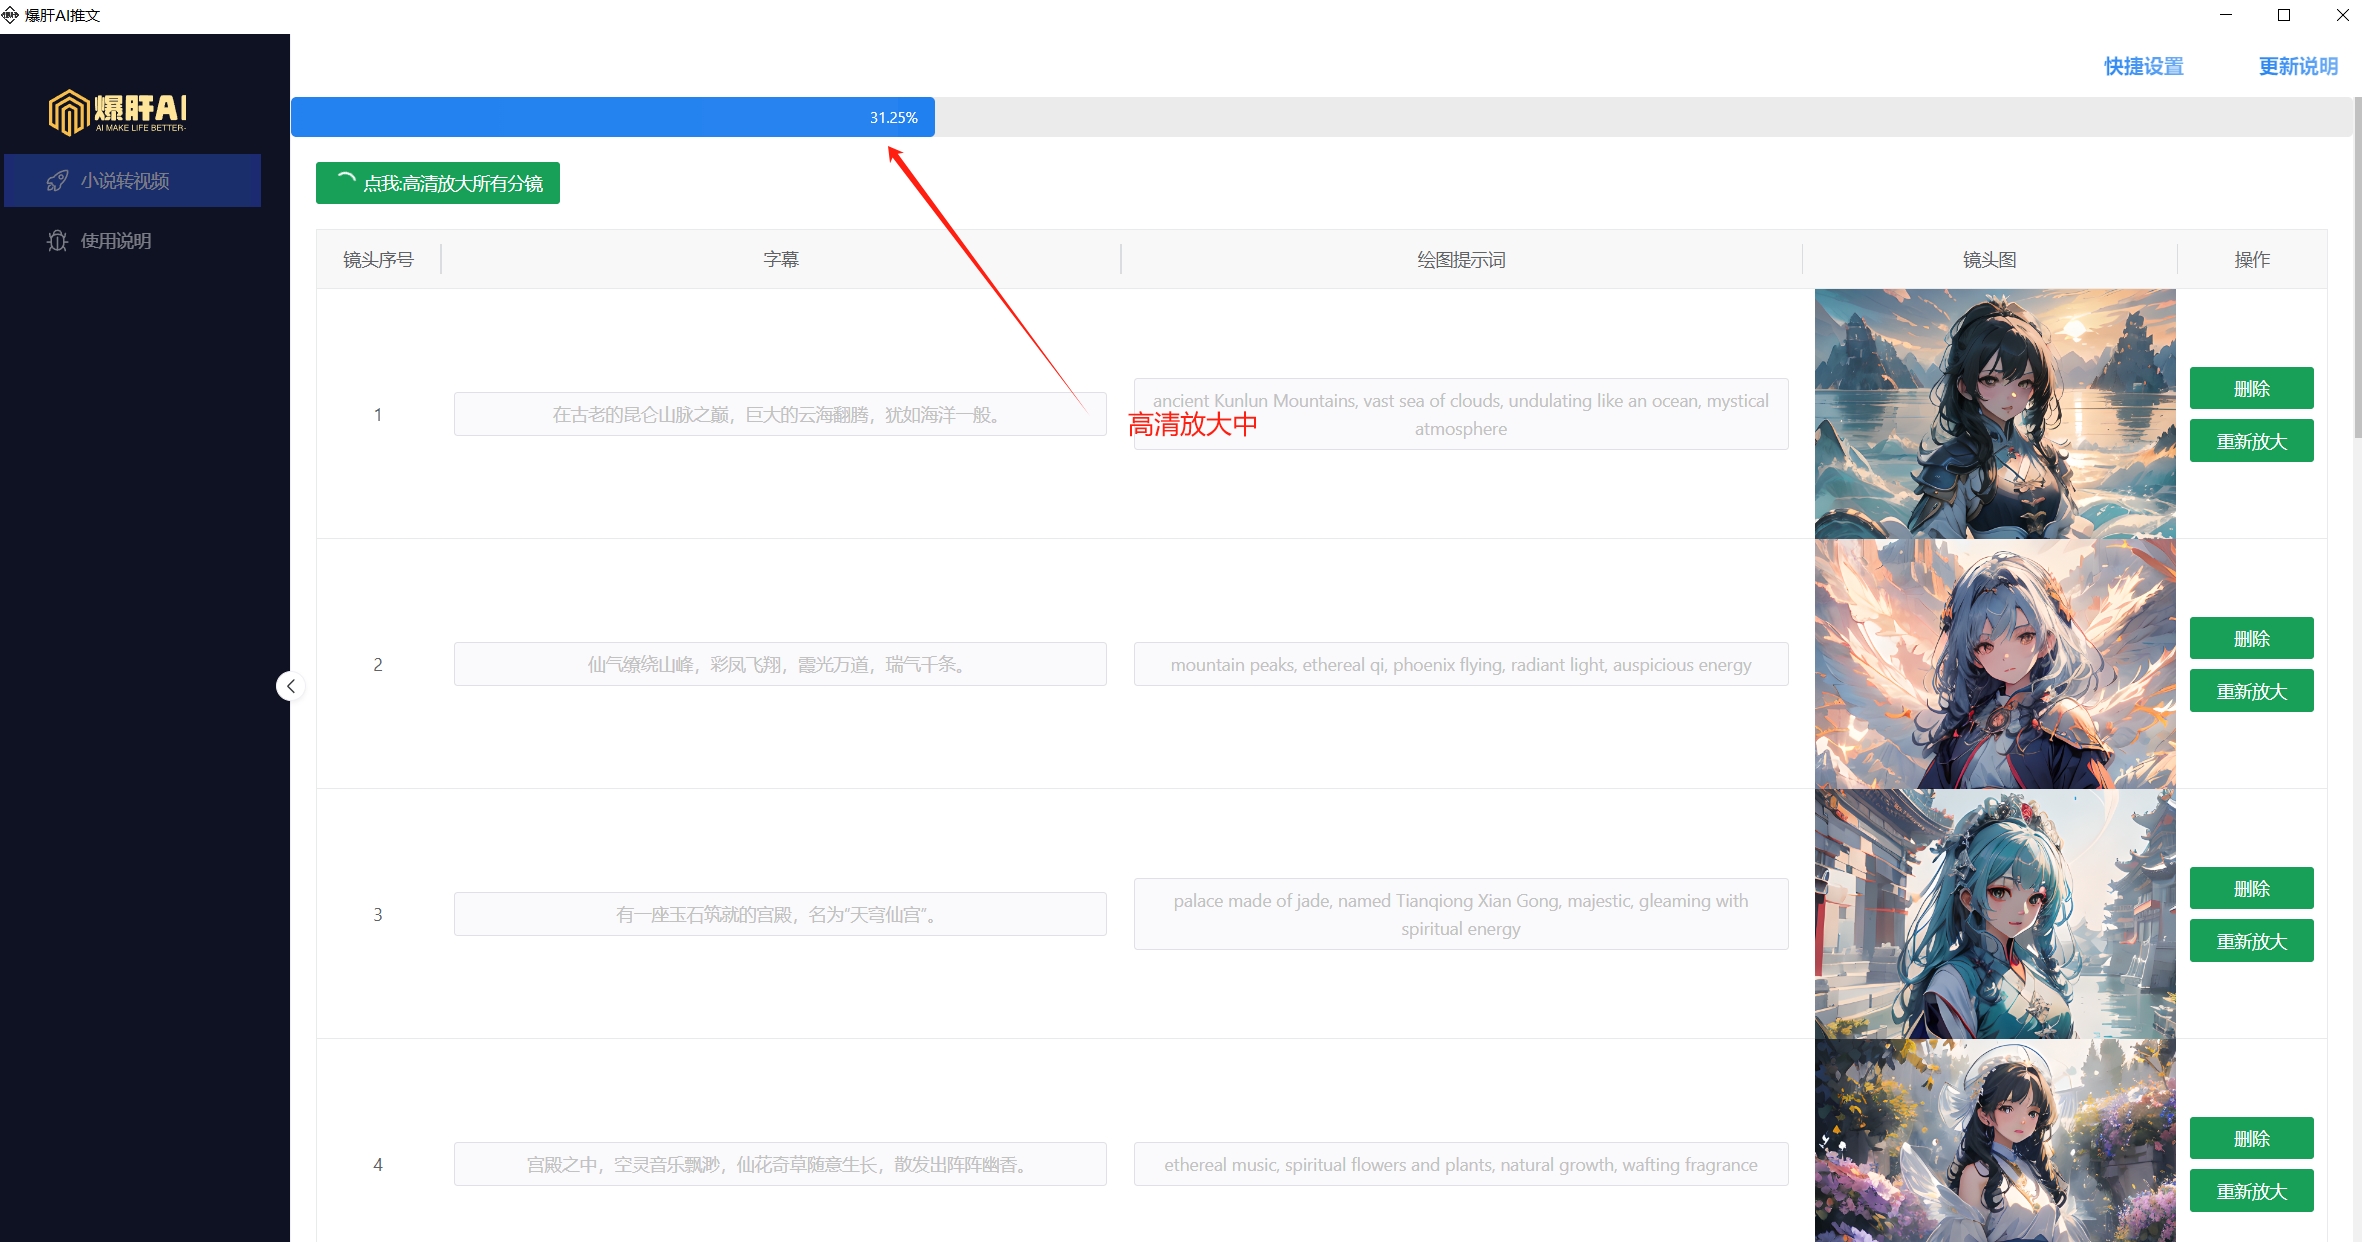 爆肝AI推文
快捷设置
更新说明
爆肝AI
AI MAKE LIFE BETTER-
小说转视频
使用说明
31.25%
点我:高清放大所有分镜
镜头序号
字幕
绘图提示词
镜头图
操作
1
在古老的昆仑山脉之巅，巨大的云海翻腾，犹如海洋一般。
ancient Kunlun Mountains, vast sea of clouds, undulating like an ocean, mystical
atmosphere
高清放大中
删除
重新放大
2
仙气缭绕山峰，彩凤飞翔，霞光万道，瑞气千条。
mountain peaks, ethereal qi, phoenix flying, radiant light, auspicious energy
删除
重新放大
3
有一座玉石筑就的宫殿，名为“天穹仙宫”。
palace made of jade, named Tianqiong Xian Gong, majestic, gleaming with
spiritual energy
删除
重新放大
4
宫殿之中，空灵音乐飘渺，仙花奇草随意生长，散发出阵阵幽香。
ethereal music, spiritual flowers and plants, natural growth, wafting fragrance
删除
重新放大